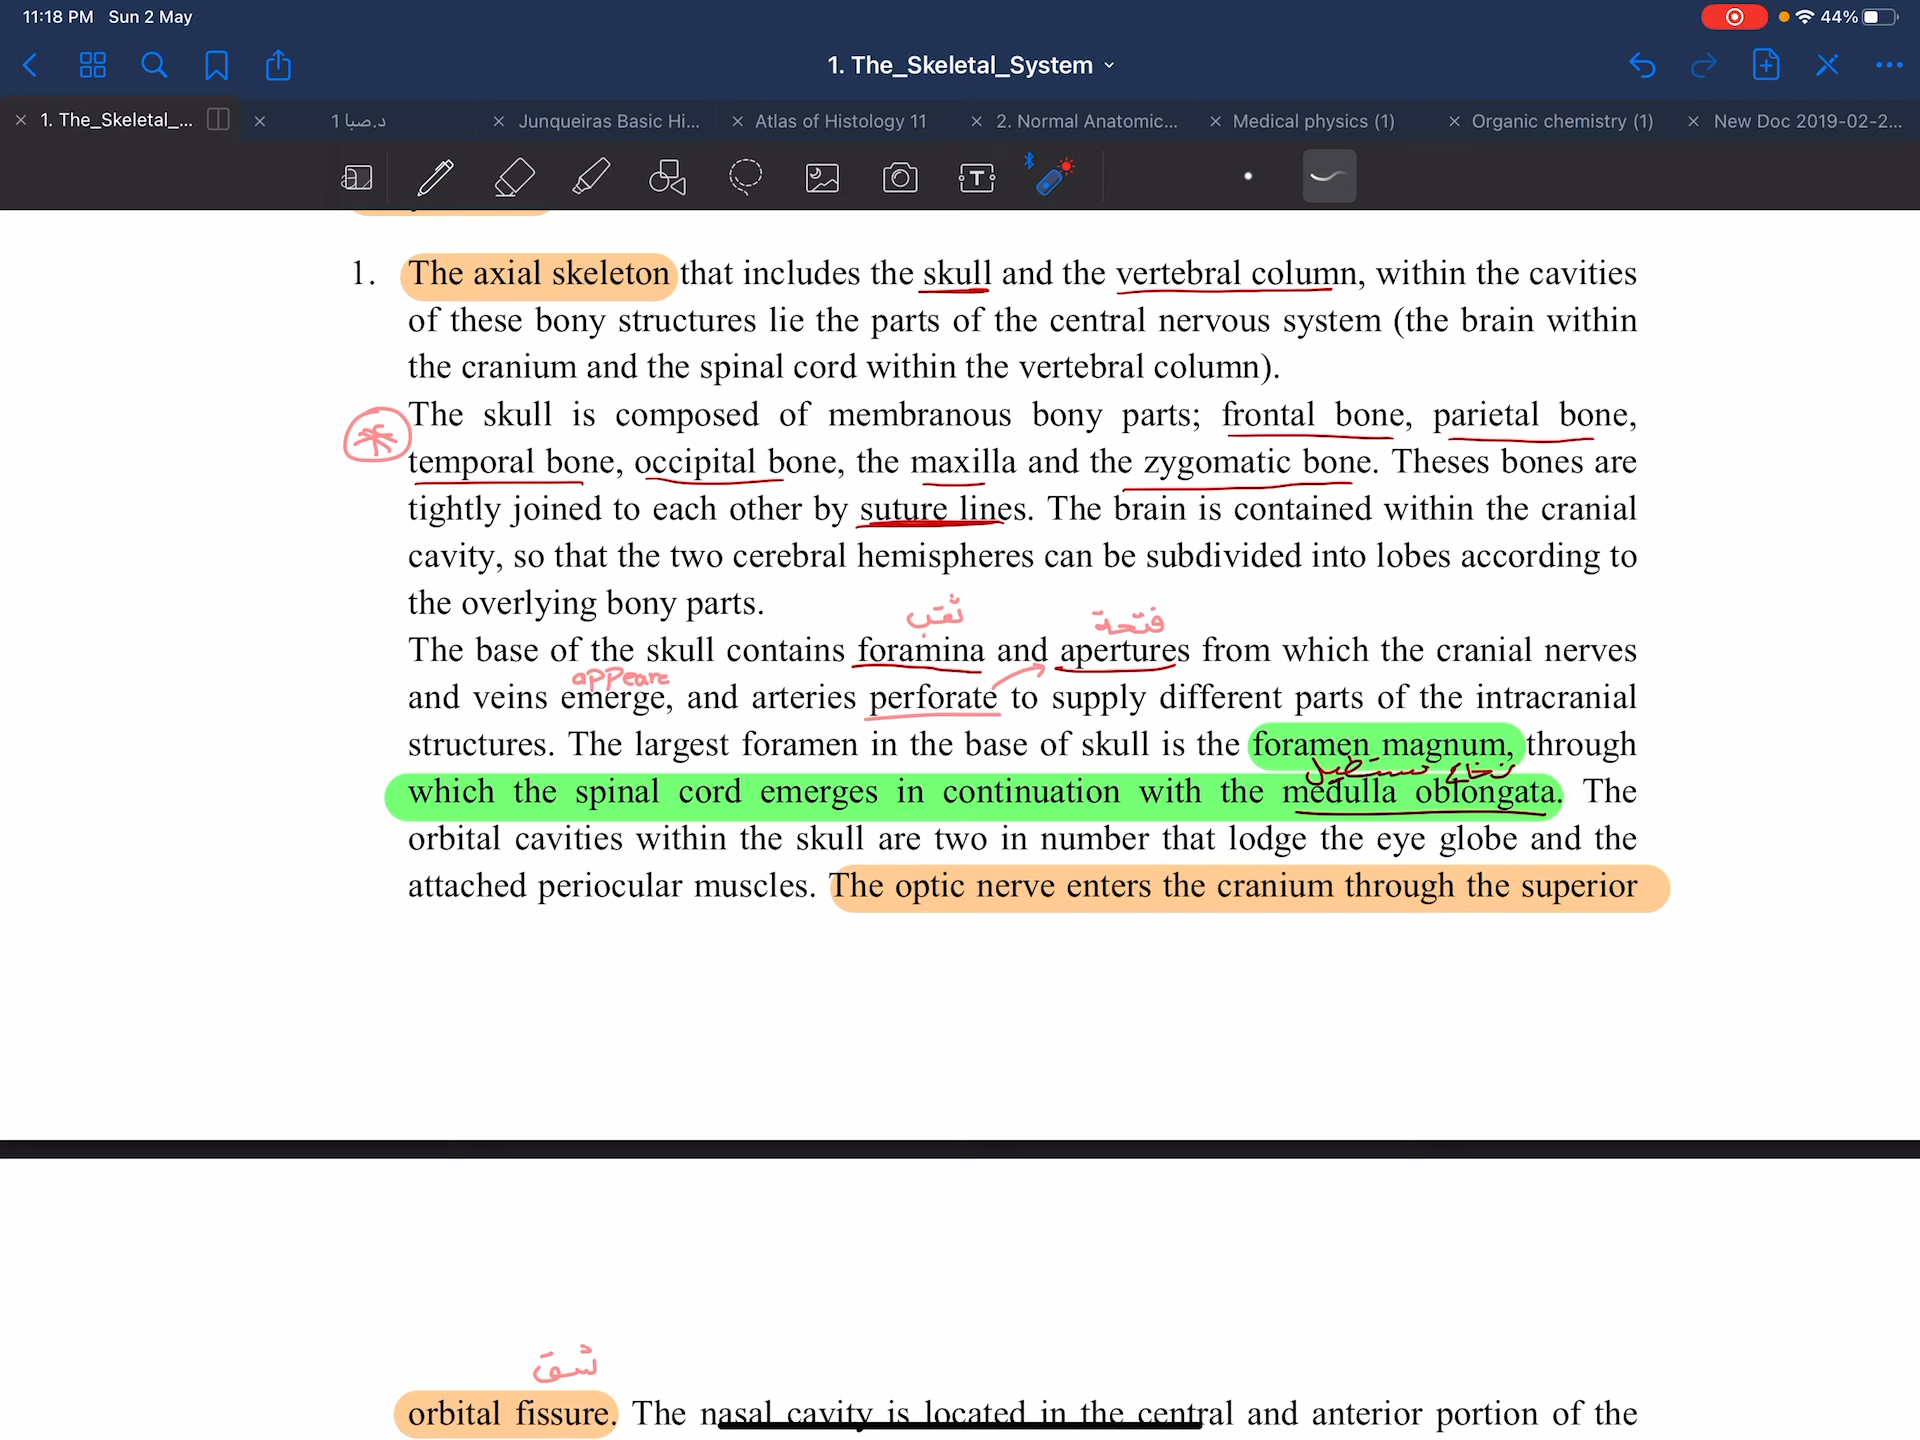 11:18 PM Sun 2 May
44%
1. The_Skeletal_System
1. The_Skeletal_...
د.صبا 1
Junqueiras Basic Hi...
Atlas of Histology 11
2. Normal Anatomic...
Medical physics (1)
Organic chemistry (1)
New Doc 2019-02-2...
1. The axial skeleton that includes the skull and the vertebral column, within the cavities
of these bony structures lie the parts of the central nervous system (the brain within
the cranium and the spinal cord within the vertebral column).
The skull is composed of membranous bony parts; frontal bone, parietal bone,
temporal bone, occipital bone, the maxilla and the zygomatic bone. Theses bones are
tightly joined to each other by suture lines. The brain is contained within the cranial
cavity, so that the two cerebral hemispheres can be subdivided into lobes according to
the overlying bony parts.
ثقب
فتحة
The base of the skull contains foramina and apertures from which the cranial nerves
appeare
and veins emerge, and arteries perforate to supply different parts of the intracranial
structures. The largest foramen in the base of skull is the foramen magnum, through
نخاع مستطيل
which the spinal cord emerges in continuation with the medulla oblongata. The
orbital cavities within the skull are two in number that lodge the eye globe and the
attached periocular muscles. The optic nerve enters the cranium through the superior
شق
orbital fissure. The nasal cavity is located in the central and anterior portion of the